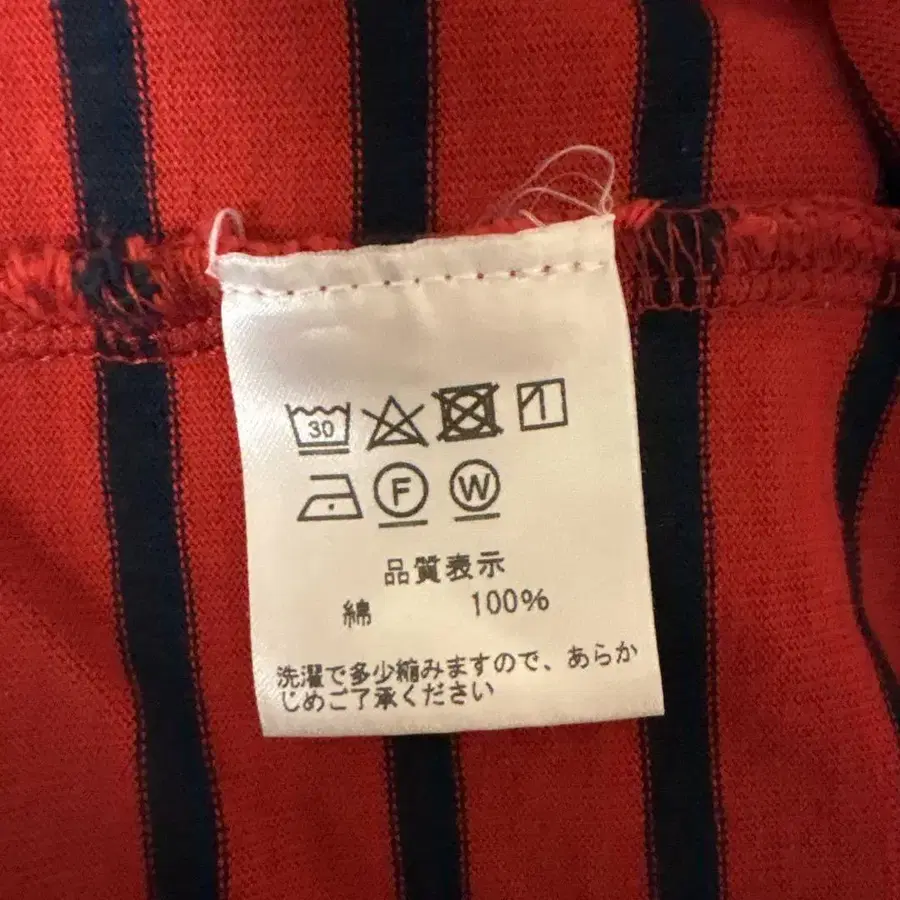 30
F W
品質表示
綿 100%
洗濯で多少縮みますので、あらか
じめご了承ください